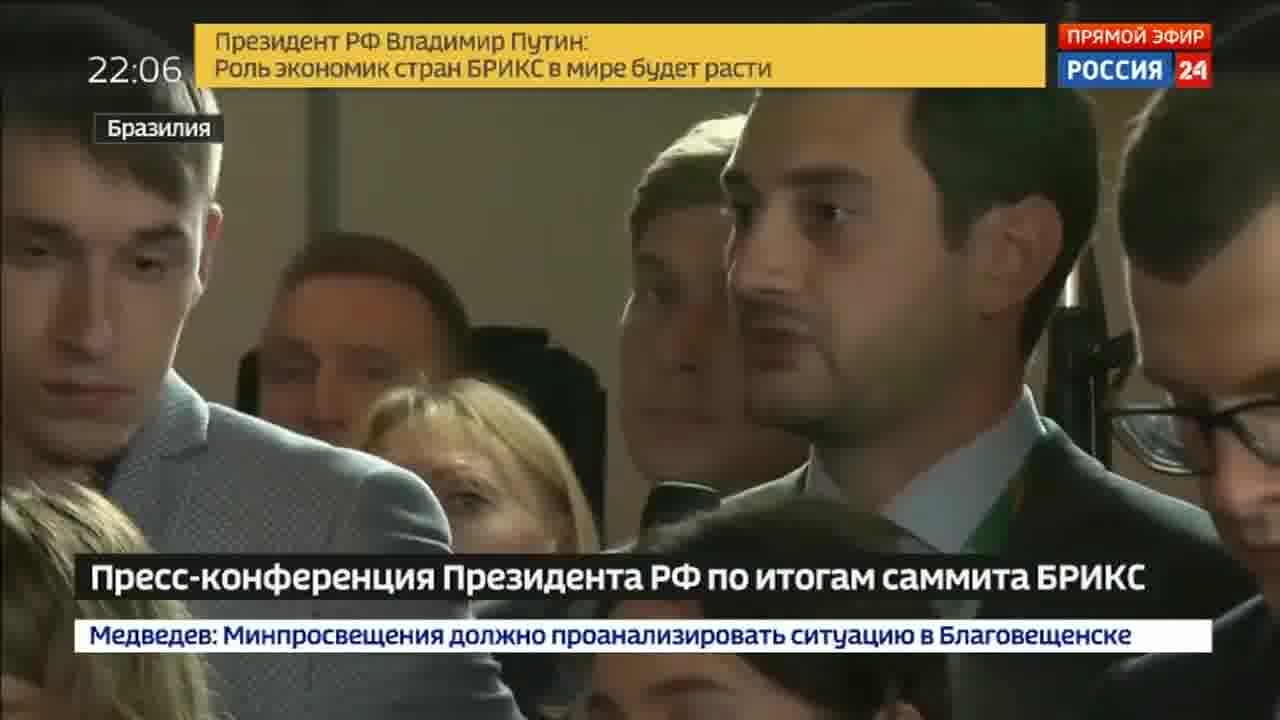 22:06
Президент РФ Владимир Путин:
Роль экономик стран БРИКС в мире будет расти
ПРЯМОЙ ЭФИР
РОССИЯ 24
Бразилия
Пресс-конференция Президента РФ по итогам саммита БРИКС
Медведев: Минпросвещения должно проанализировать ситуацию в Благовещенске